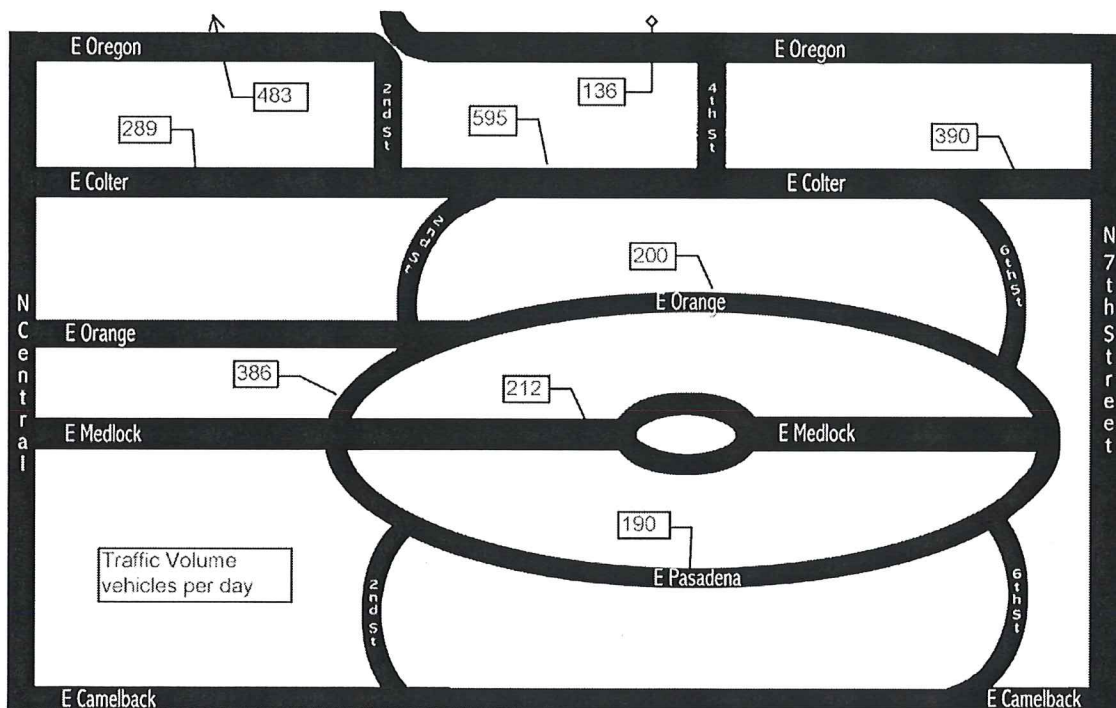 E Oregon
E Oregon
483
136
2nd St
4th St
289
595
390
E Colter
E Colter
2nd St
6th St
N 7th Street
200
E Orange
N Central
E Orange
386
212
E Medlock
E Medlock
190
E Pasadena
Traffic Volume
vehicles per day
2nd St
6th St
E Camelback
E Camelback